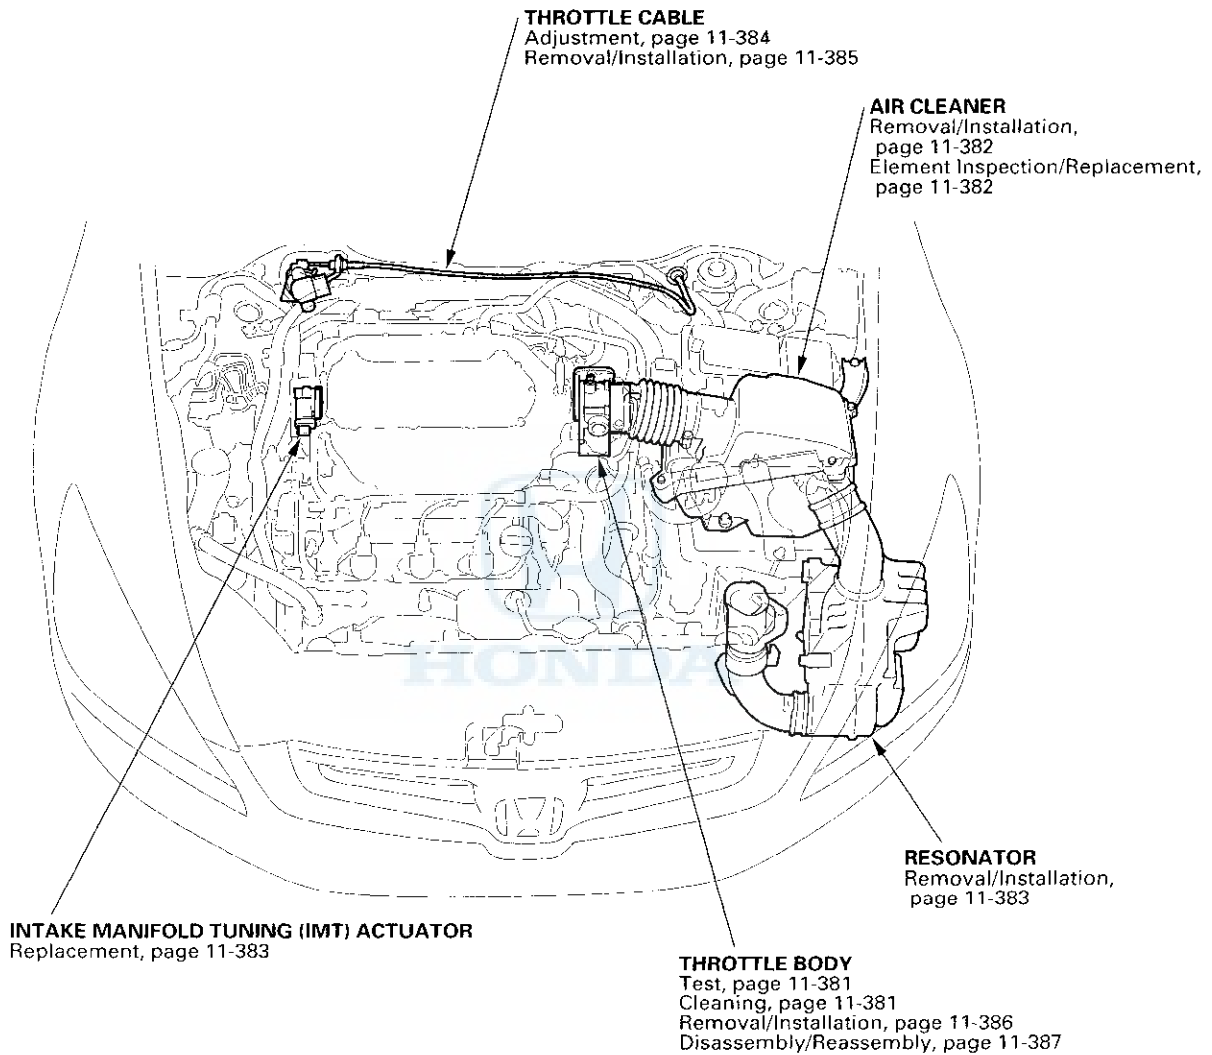 THROTTLE CABLE
Adjustment, page 11-384
Removal/Installation, page 11-385
AIR CLEANER
Removal/Installation,
page 11-382
Element Inspection/Replacement,
page 11-382
HONDA
RESONATOR
Removal/Installation,
page 11-383
INTAKE MANIFOLD TUNING (IMT) ACTUATOR
Replacement, page 11-383
THROTTLE BODY
Test, page 11-381
Cleaning, page 11-381
Removal/Installation, page 11-386
Disassembly/Reassembly, page 11-387